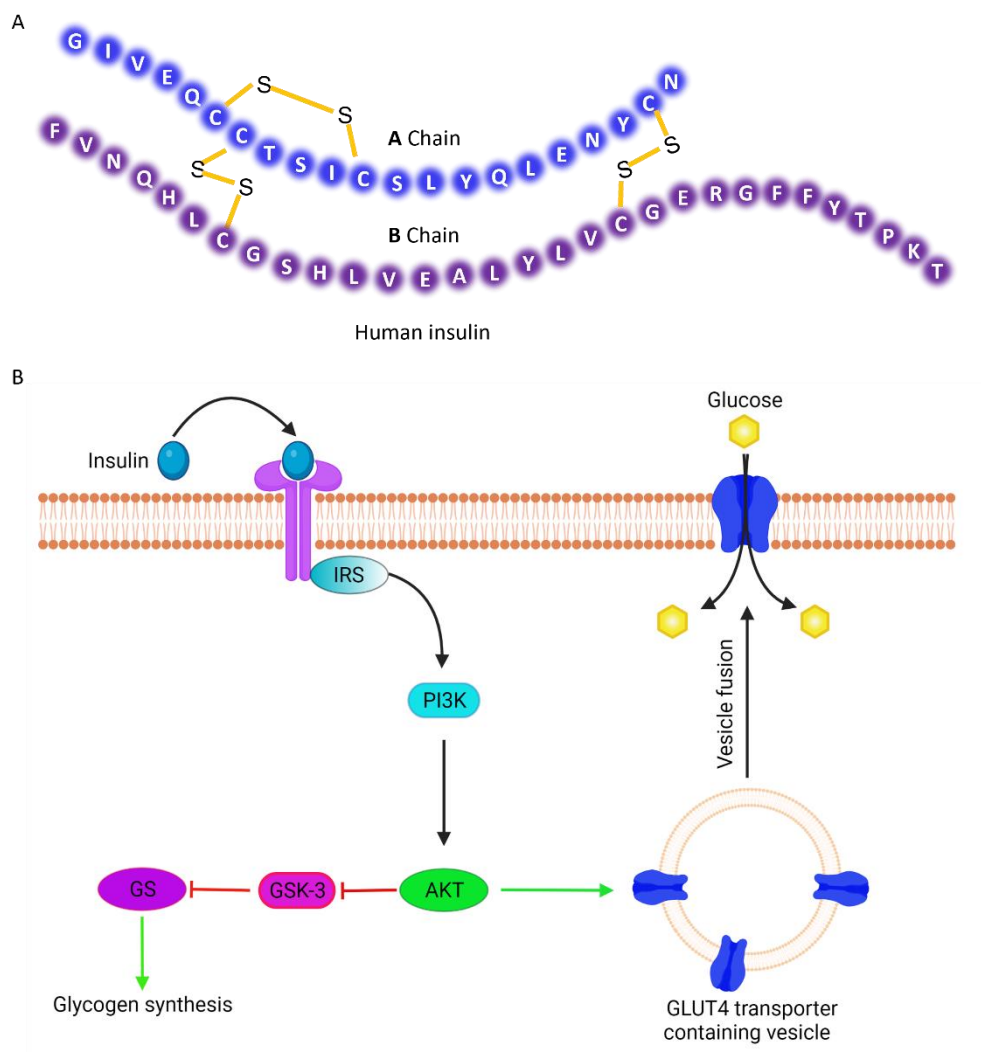 A
G I V E Q C C T S I C S L Y Q L E N Y C N
S S
A Chain
S S
S S
F V N Q H L C G S H L V E A L Y L V C G E R G F F Y T P K T
B Chain
Human insulin
B
Glucose
Insulin
IRS
PI3K
Vesicle fusion
GS
GSK-3
AKT
Glycogen synthesis
GLUT4 transporter
containing vesicle